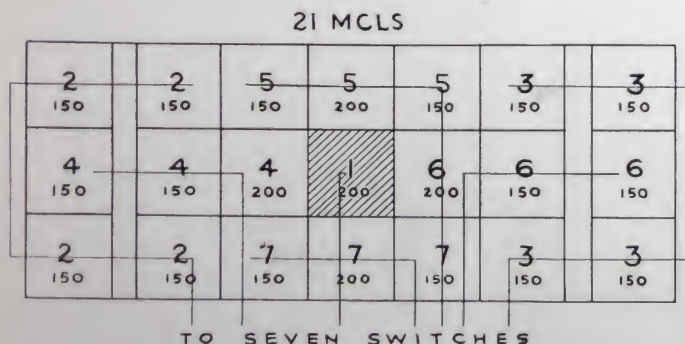 21 MCLS
2 2 5 5 5 3 3
150 150 150 200 150 150 150
4 4 4 1 6 6 6
150 150 200 200 200 150 150
2 2 7 7 7 3 3
150 150 150 200 150 150 150
TO SEVEN SWITCHES